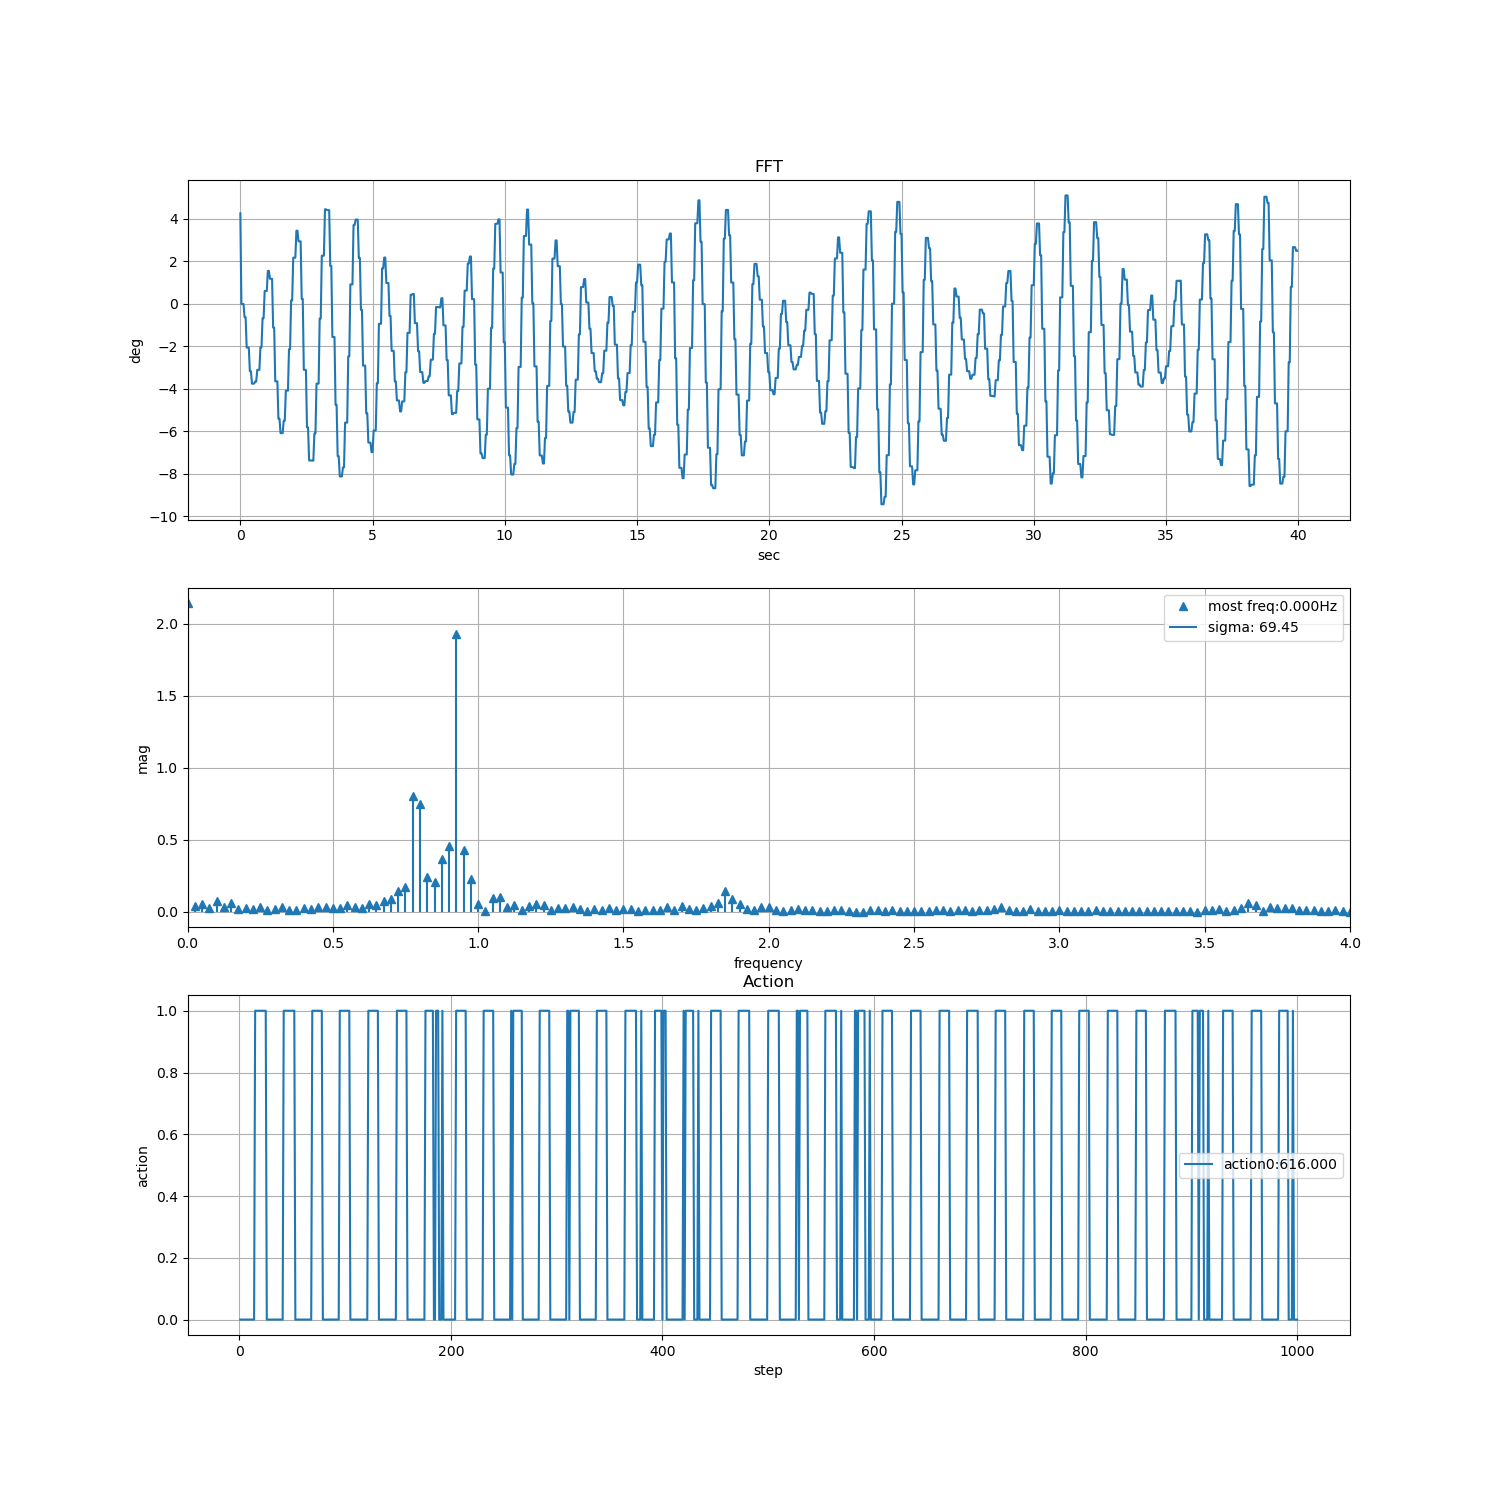 FFT
4
2
0
−2
−4
−6
−8
−10
deg
0 5 10 15 20 25 30 35 40
sec
2.0
1.5
1.0
0.5
0.0
mag
most freq:0.000Hz
sigma: 69.45
0.0 0.5 1.0 1.5 2.0 2.5 3.0 3.5 4.0
frequency
Action
1.0
0.8
0.6
0.4
0.2
0.0
action
action0:616.000
0 200 400 600 800 1000
step